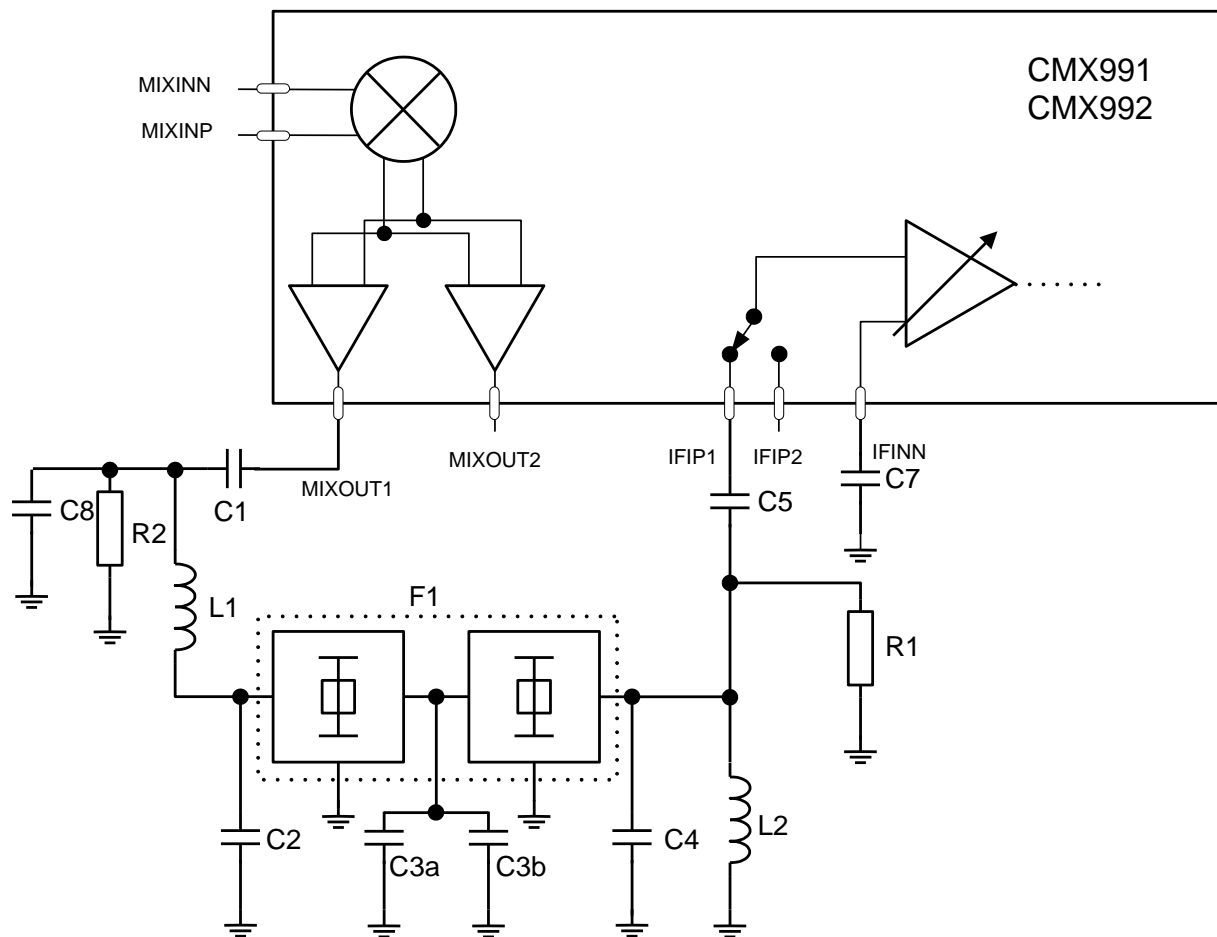 CMX991
CMX992
MIXINN
MIXINP
MIXOUT1
MIXOUT2
IFIP1
IFIP2
IFINN
C7
C1
C5
C8
R2
L1
F1
R1
C2
C3a
C3b
C4
L2